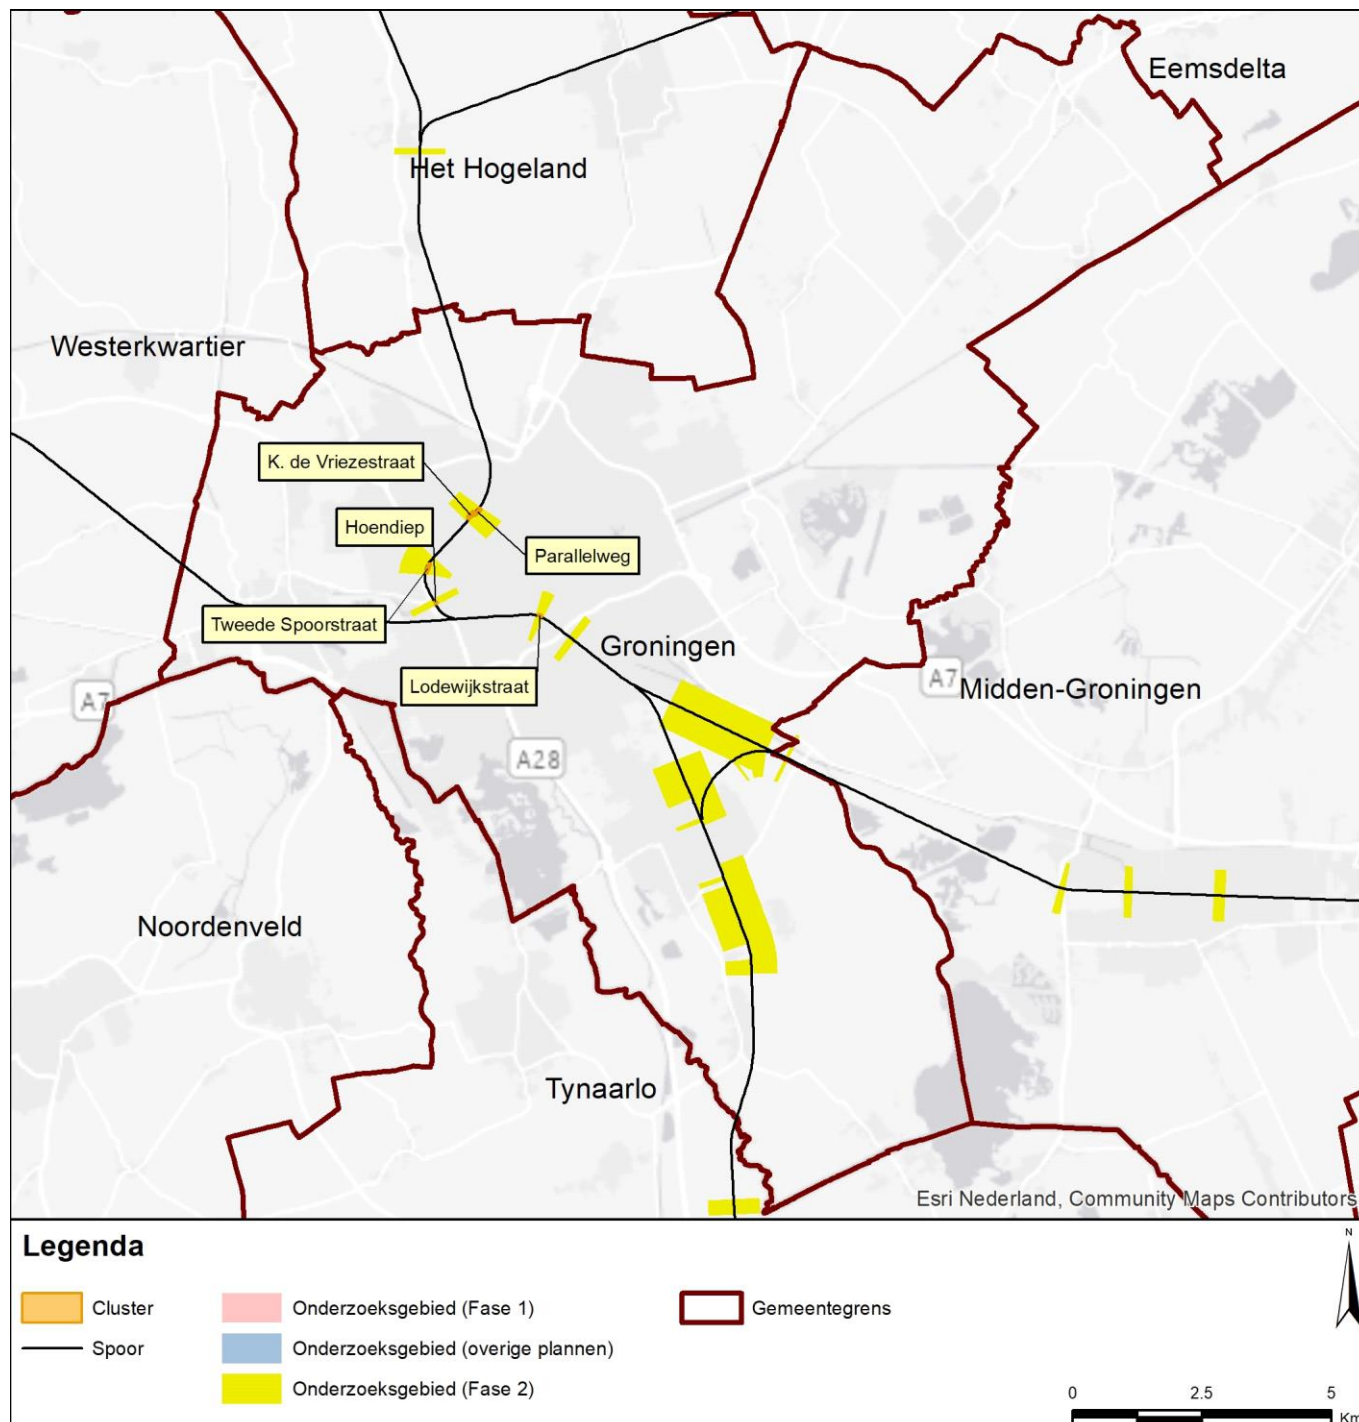 Eemsdelta
Het Hogeland
Westerkwartier
K. de Vriezestraat
Hoendiep
Parallelweg
Tweede Spoorstraat
Groningen
Lodewijkstraat
A7
A7
Midden-Groningen
A28
Noordenveld
Tynaarlo
Esri Nederland, Community Maps Contributors
Legenda
N
Cluster
Onderzoeksgebied (Fase 1)
Gemeentegrens
Spoor
Onderzoeksgebied (overige plannen)
Onderzoeksgebied (Fase 2)
0 2.5 5
Km